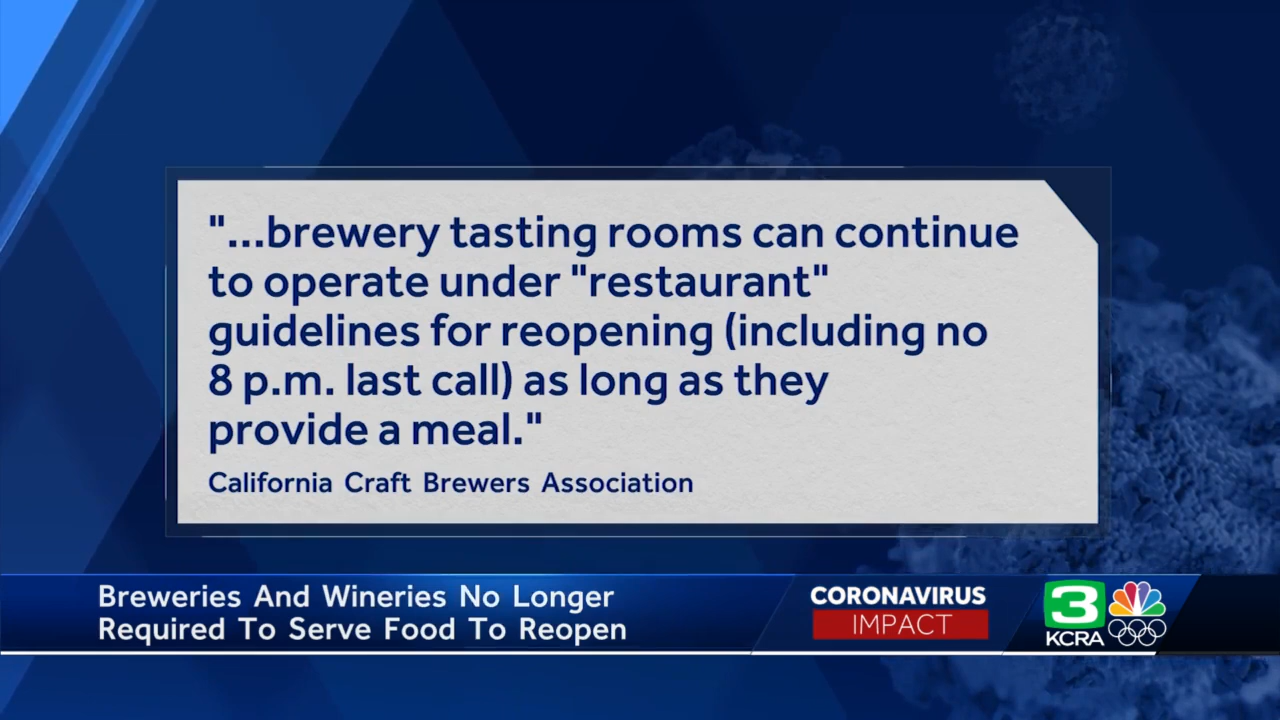 "...brewery tasting rooms can continue
to operate under "restaurant"
guidelines for reopening (including no
8 p.m. last call) as long as they
provide a meal."
California Craft Brewers Association
Breweries And Wineries No Longer
Required To Serve Food To Reopen
CORONAVIRUS
IMPACT
3
KCRA